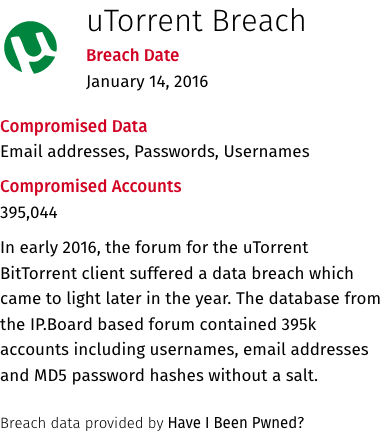 uTorrent Breach
Breach Date
January 14, 2016
Compromised Data
Email addresses, Passwords, Usernames
Compromised Accounts
395,044
In early 2016, the forum for the uTorrent
BitTorrent client suffered a data breach which
came to light later in the year. The database from
the IP.Board based forum contained 395k
accounts including usernames, email addresses
and MD5 password hashes without a salt.
Breach data provided by Have I Been Pwned?